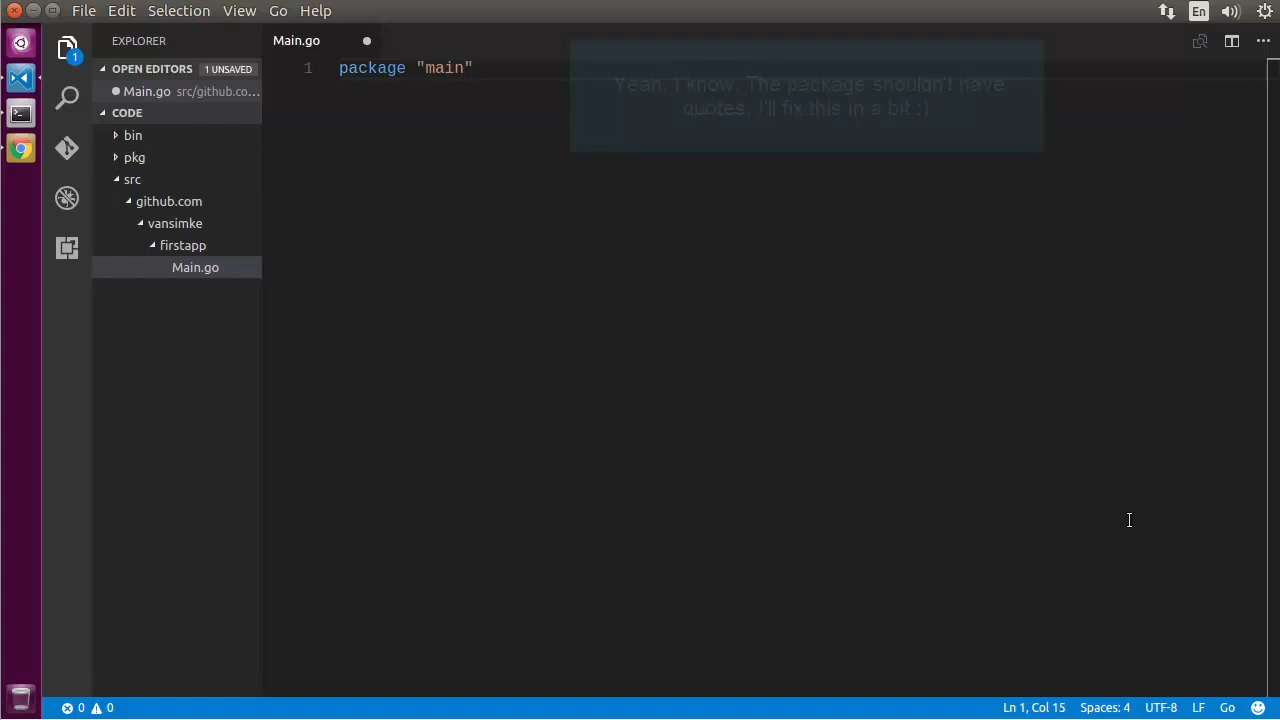 File Edit Selection View Go Help
En
EXPLORER
OPEN EDITORS 1 UNSAVED
Main.go src/github.co...
CODE
bin
pkg
src
github.com
vansimke
firstapp
Main.go
1
Main.go
1 package "main"
Yeah. I know. The package shouldn't have
quotes. I'll fix this in a bit :)
0 0
Ln 1, Col 15 Spaces: 4 UTF-8 LF Go